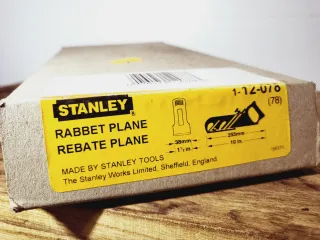 STANLEY
RABBET PLANE
REBATE PLANE
MADE BY STANLEY TOOLS
The Stanley Works Limited, Sheffield, England.
1-12-078
(78)
38mm
1½ in.
253mm
10 in.